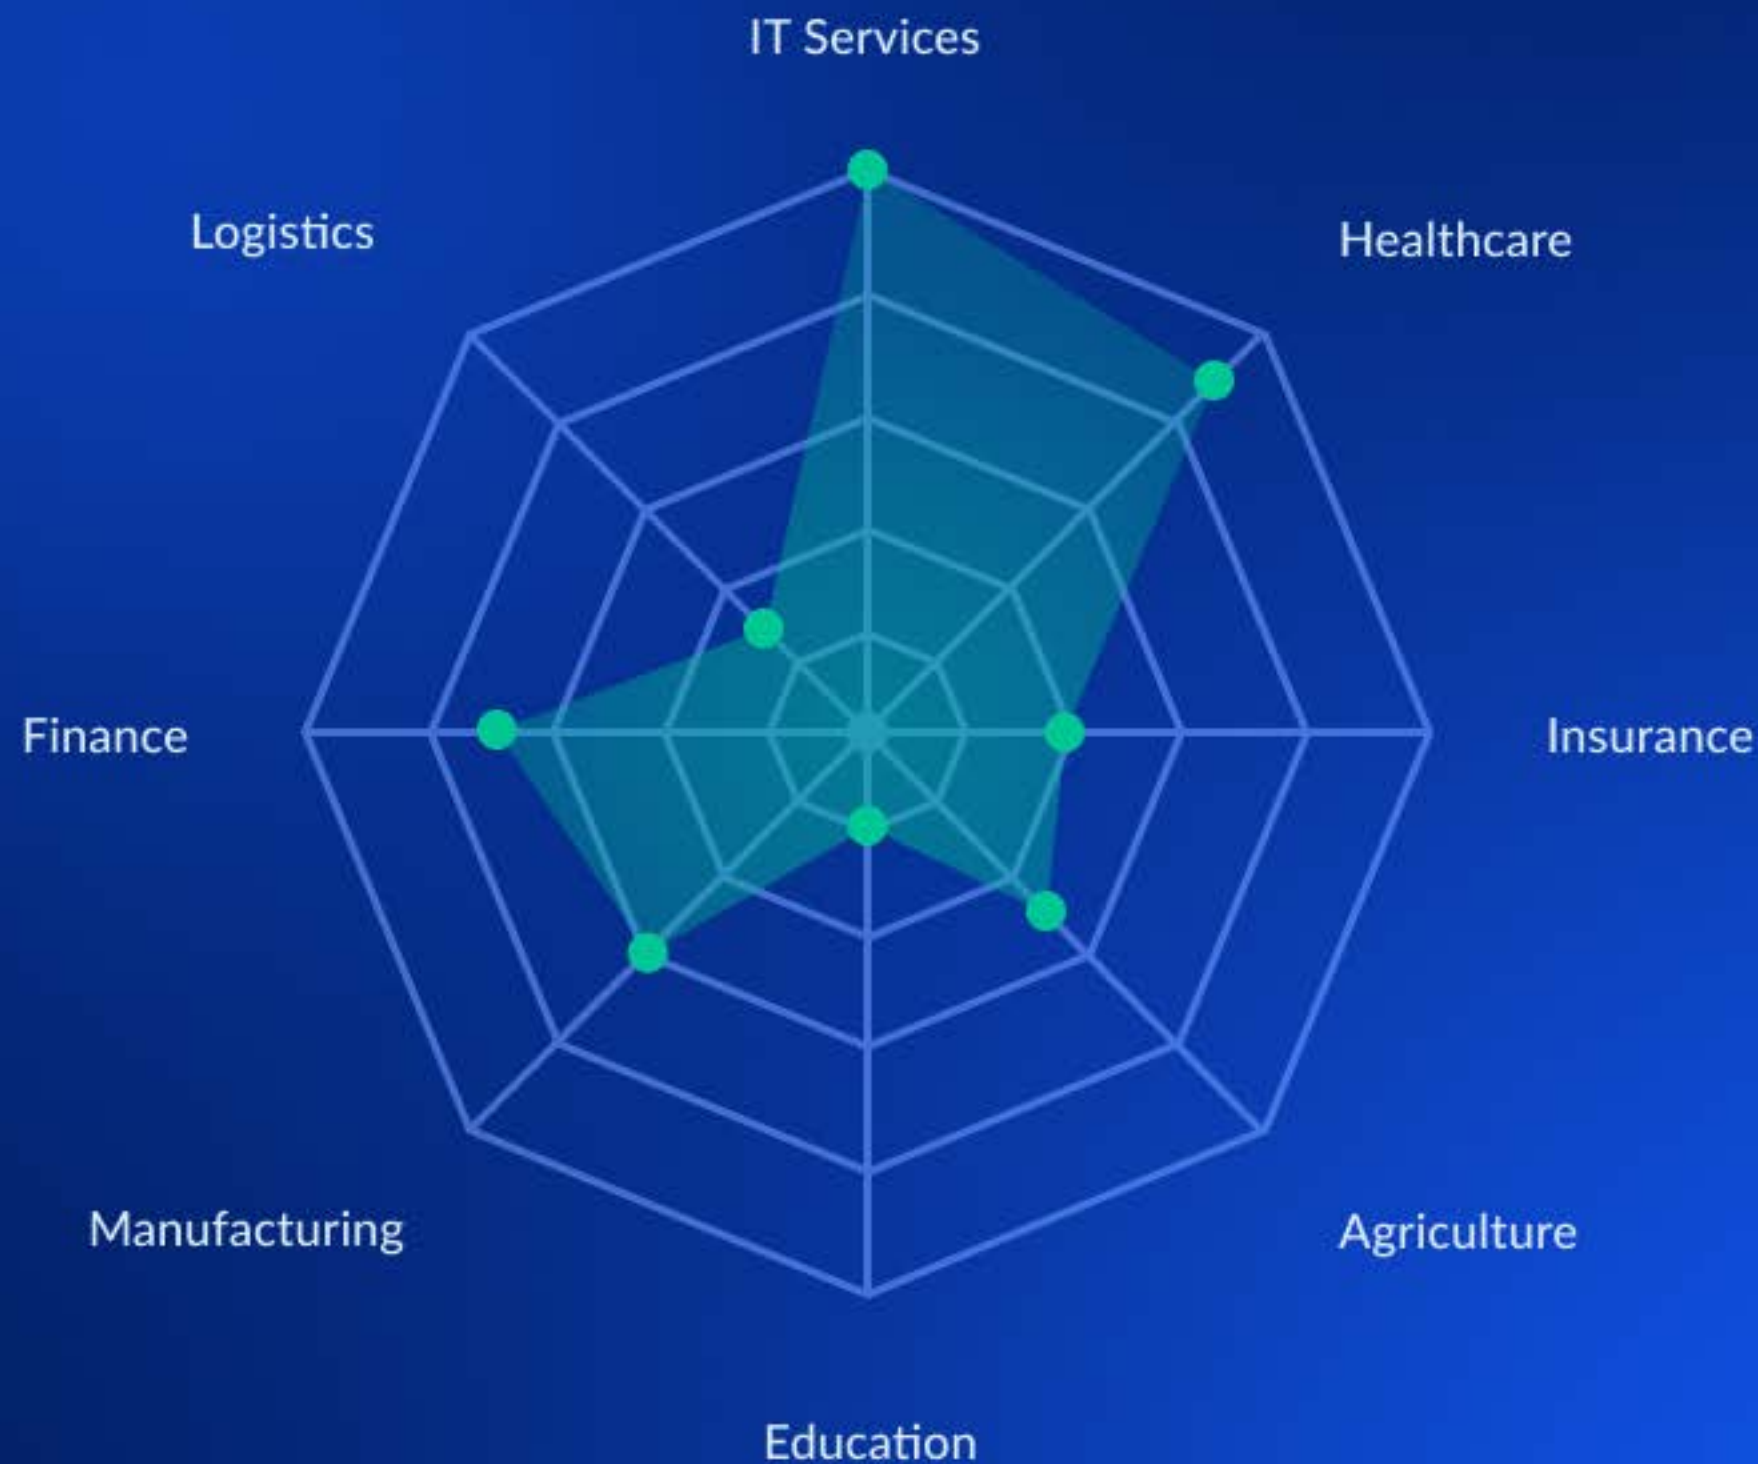 IT Services
Logistics
Healthcare
Finance
Insurance
Manufacturing
Agriculture
Education